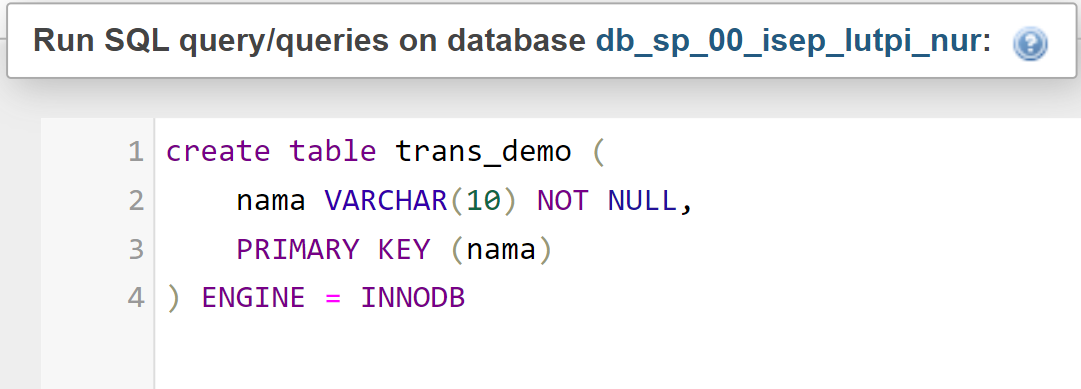 Run SQL query/queries on database db_sp_00_isep_lutpi_nur:
1 create table trans_demo (
2 nama VARCHAR(10) NOT NULL,
3 PRIMARY KEY (nama)
4 ) ENGINE = INNODB